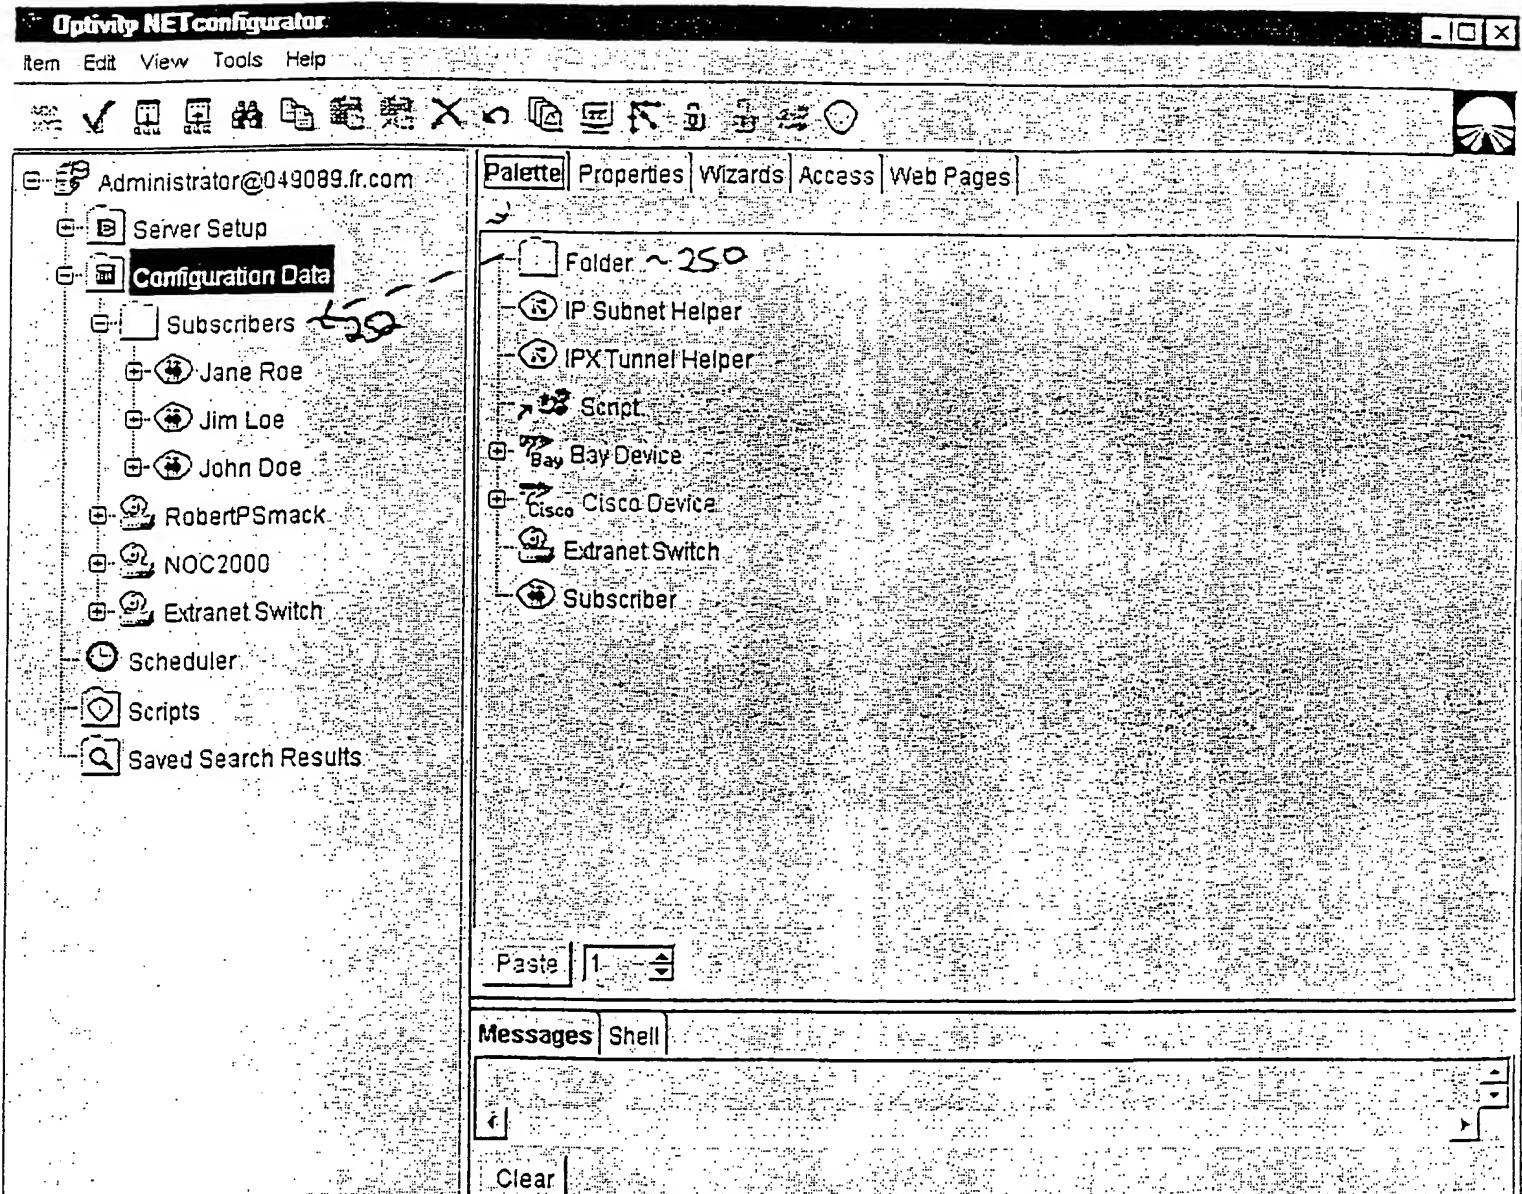 Optivity NETconfigurator
Item Edit View Tools Help
Administrator@049089.fr.com
Server Setup
Configuration Data
Subscribers 252
Jane Roe
Jim Loe
John Doe
RobertPSmack
NOC2000
Extranet Switch
Scheduler
Scripts
Saved Search Results
Palette Properties Wizards Access Web Pages
Folder ~ 250
IP Subnet Helper
IPX Tunnel Helper
Script
Bay Bay Device
Cisco Cisco Device
Extranet Switch
Subscriber
Paste 1
Messages Shell
Clear